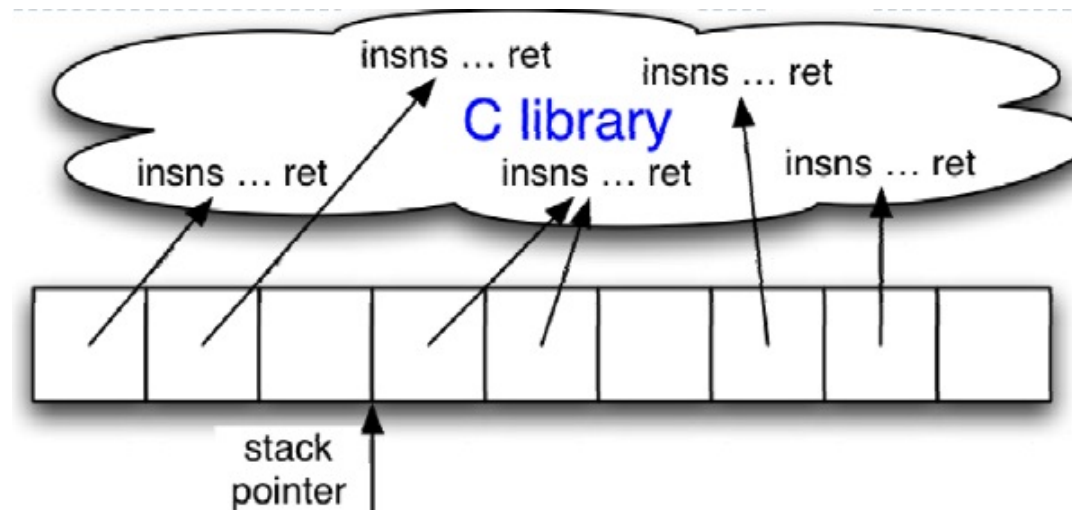 insns ... ret
insns ... ret
C library
insns ... ret
insns ... ret
insns ... ret
stack
pointer